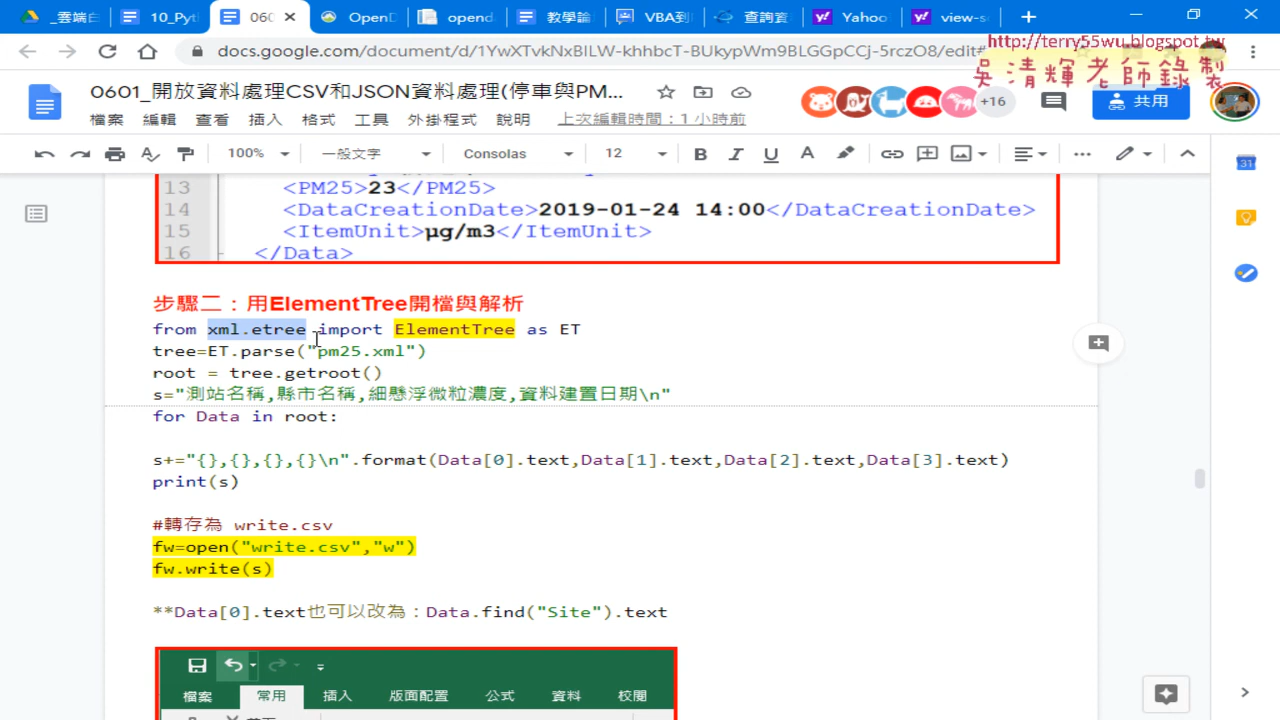 _雲端白
10_Pyt
060
OpenD
opend
教學論
VBA到
查詢資
Yahoo
view-s
docs.google.com/document/d/1YwXTvkNxBILW-khhbcT-BUkypWm9BLGGpCCj-5rczO8/edit#
http://terry55wu.blogspot.tw
吳清輝老師錄製
0601_開放資料處理CSV和JSON資料處理(停車與PM...
+16
共用
檔案 編輯 查看 插入 格式 工具 外掛程式 說明 上次編輯時間：1 小時前
100% 一般文字 Consolas 12 B I U A
31
13 <PM25>23</PM25>
14 <DataCreationDate>2019-01-24 14:00</DataCreationDate>
15 <ItemUnit>μg/m3</ItemUnit>
16 </Data>
步驟二：用ElementTree開檔與解析
from xml.etree import ElementTree as ET
tree=ET.parse("pm25.xml")
root = tree.getroot()
s="測站名稱,縣市名稱,細懸浮微粒濃度,資料建置日期\n"
for Data in root:
s+="{},{},{},{}\n".format(Data[0].text,Data[1].text,Data[2].text,Data[3].text)
print(s)
#轉存為 write.csv
fw=open("write.csv","w")
fw.write(s)
**Data[0].text也可以改為：Data.find("Site").text
檔案 常用 插入 版面配置 公式 資料 校閱